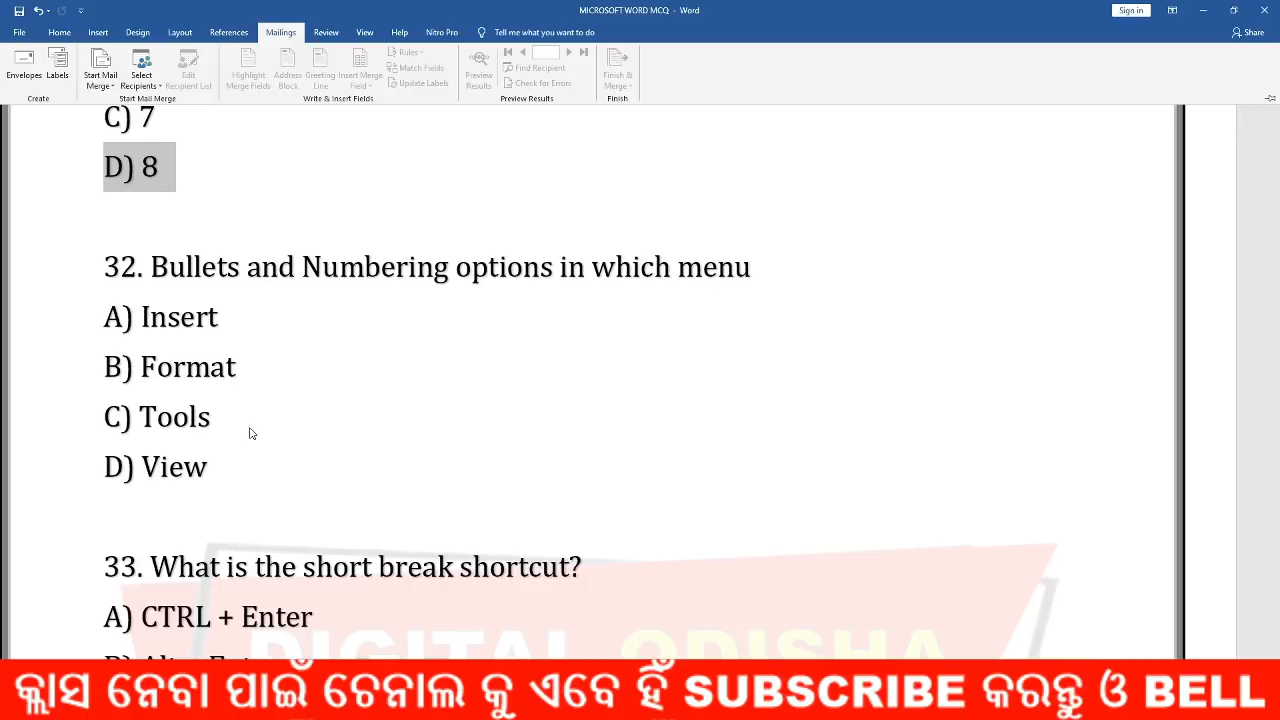 MICROSOFT WORD MCQ - Word
Sign in
File Home Insert Design Layout References Mailings Review View Help Nitro Pro Tell me what you want to do Share
Envelopes Labels
Create
Start Mail Merge Select Recipients Edit Recipient List
Start Mail Merge
Highlight Merge Fields Address Block Greeting Line Insert Merge Field Rules Match Fields Update Labels
Write & Insert Fields
Preview Results Find Recipient Check for Errors
Preview Results
Finish & Merge
Finish
C) 7
D) 8
32. Bullets and Numbering options in which menu
A) Insert
B) Format
C) Tools
D) View
33. What is the short break shortcut?
A) CTRL + Enter
DIGITAL ODISHA
କ୍ଲାସ ନେବା ପାଇଁ ଚେନାଲ କୁ ଏବେ ହିଁ SUBSCRIBE କରନ୍ତୁ ଓ BELL